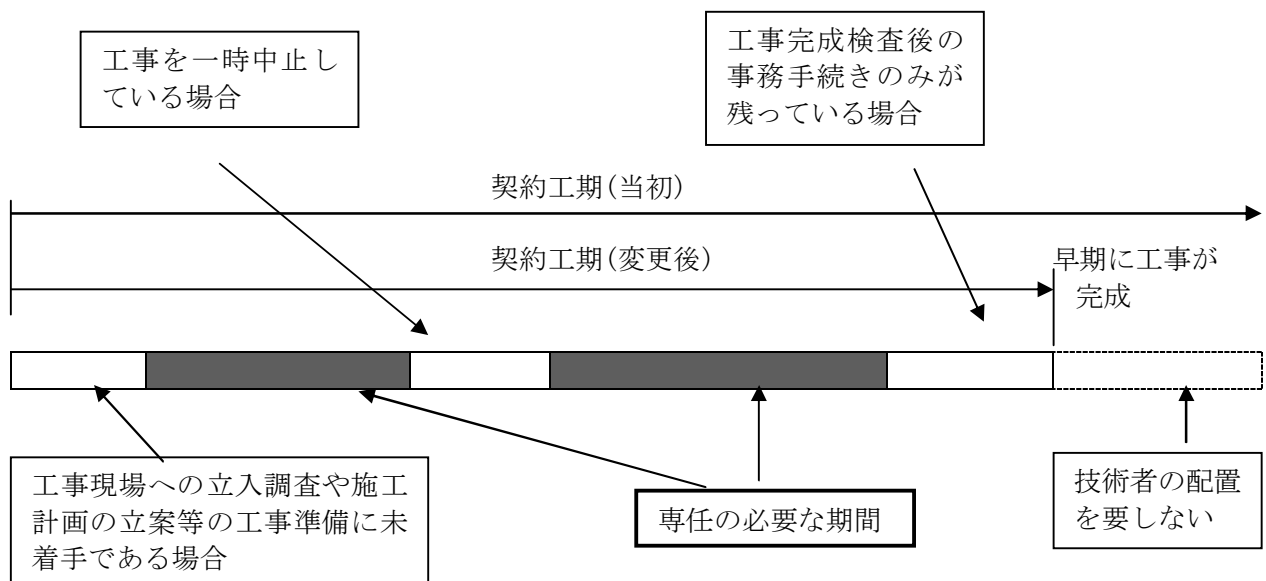 工事を一時中止し
ている場合
工事完成検査後の
事務手続きのみが
残っている場合
契約工期(当初)
契約工期(変更後)
早期に工事が
完成
工事現場への立入調査や施工
計画の立案等の工事準備に未
着手である場合
専任の必要な期間
技術者の配置
を要しない